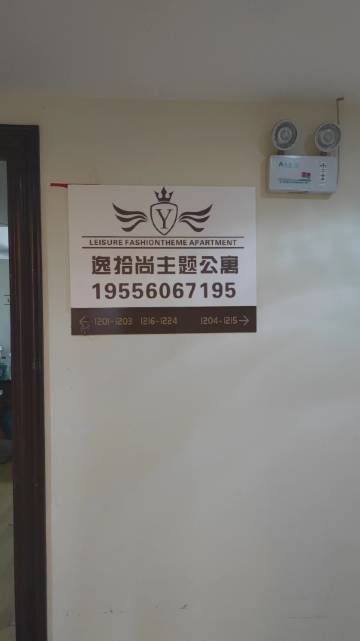 Y
LEISURE FASHIONTHEME APARTMENT
逸拾尚主题公寓
19556067195
← 1201-1203 1216-1224 1204-1215 →